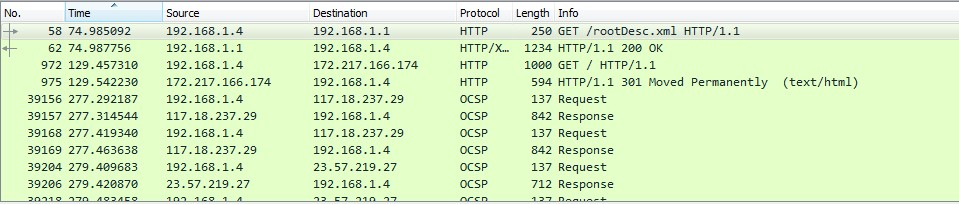 No. Time Source Destination Protocol Length Info
58 74.985092 192.168.1.4 192.168.1.1 HTTP 250 GET /rootDesc.xml HTTP/1.1
62 74.987756 192.168.1.1 192.168.1.4 HTTP/X… 1234 HTTP/1.1 200 OK
972 129.457310 192.168.1.4 172.217.166.174 HTTP 1000 GET / HTTP/1.1
975 129.542230 172.217.166.174 192.168.1.4 HTTP 594 HTTP/1.1 301 Moved Permanently (text/html)
39156 277.292187 192.168.1.4 117.18.237.29 OCSP 137 Request
39157 277.314544 117.18.237.29 192.168.1.4 OCSP 842 Response
39168 277.419340 192.168.1.4 117.18.237.29 OCSP 137 Request
39169 277.463638 117.18.237.29 192.168.1.4 OCSP 842 Response
39204 279.409683 192.168.1.4 23.57.219.27 OCSP 137 Request
39206 279.420870 23.57.219.27 192.168.1.4 OCSP 712 Response
39218 279.483458 192.168.1.4 23.57.219.27 OCSP 137 Request